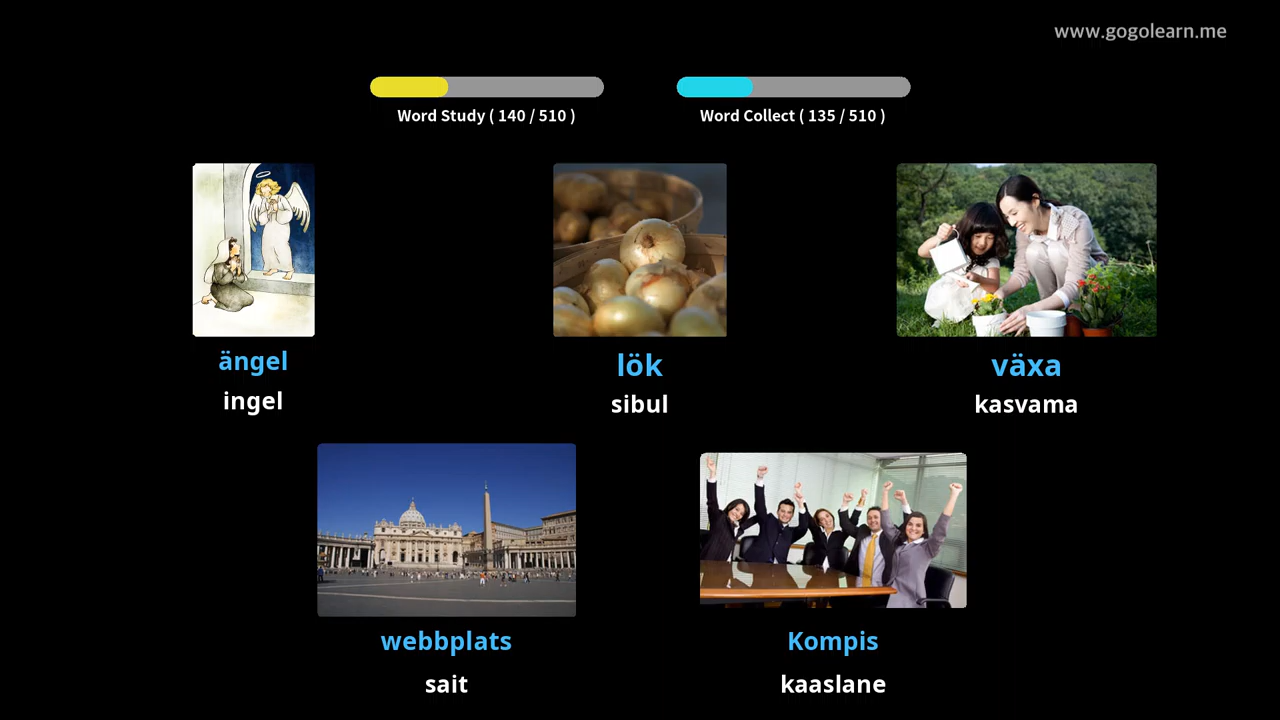 www.gogolearn.me
Word Study ( 140 / 510 )
Word Collect ( 135 / 510 )
ängel
ingel
lök
sibul
växa
kasvama
webbplats
sait
Kompis
kaaslane